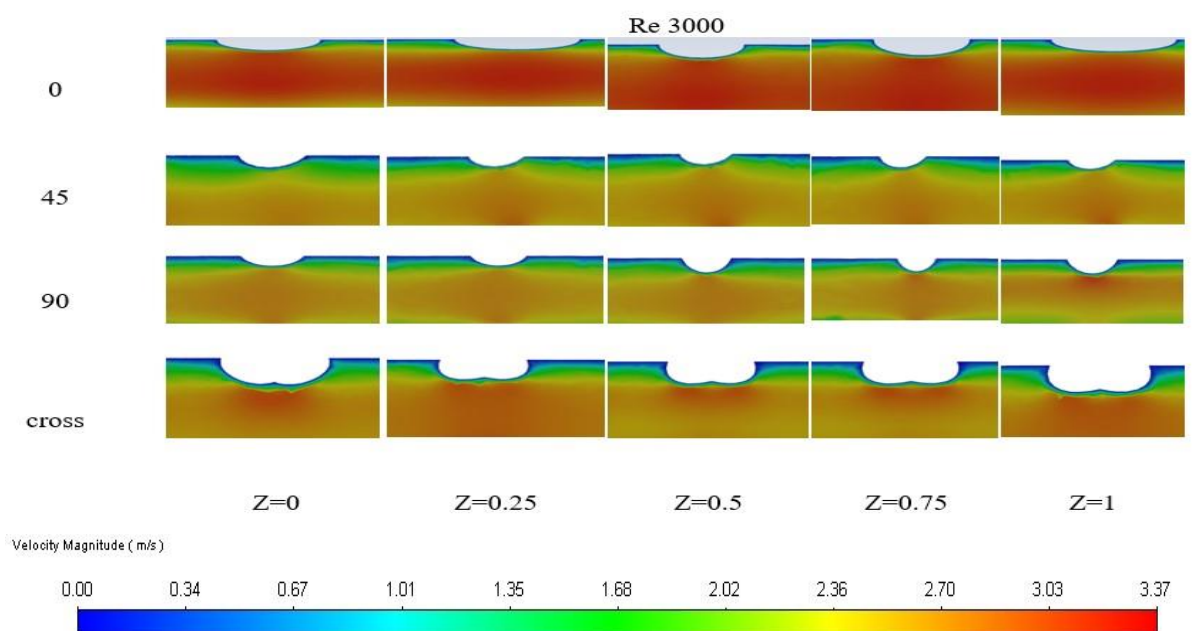 Re 3000
0
45
90
cross
Z=0 Z=0.25 Z=0.5 Z=0.75 Z=1
Velocity Magnitude ( m/s )
0.00 0.34 0.67 1.01 1.35 1.68 2.02 2.36 2.70 3.03 3.37